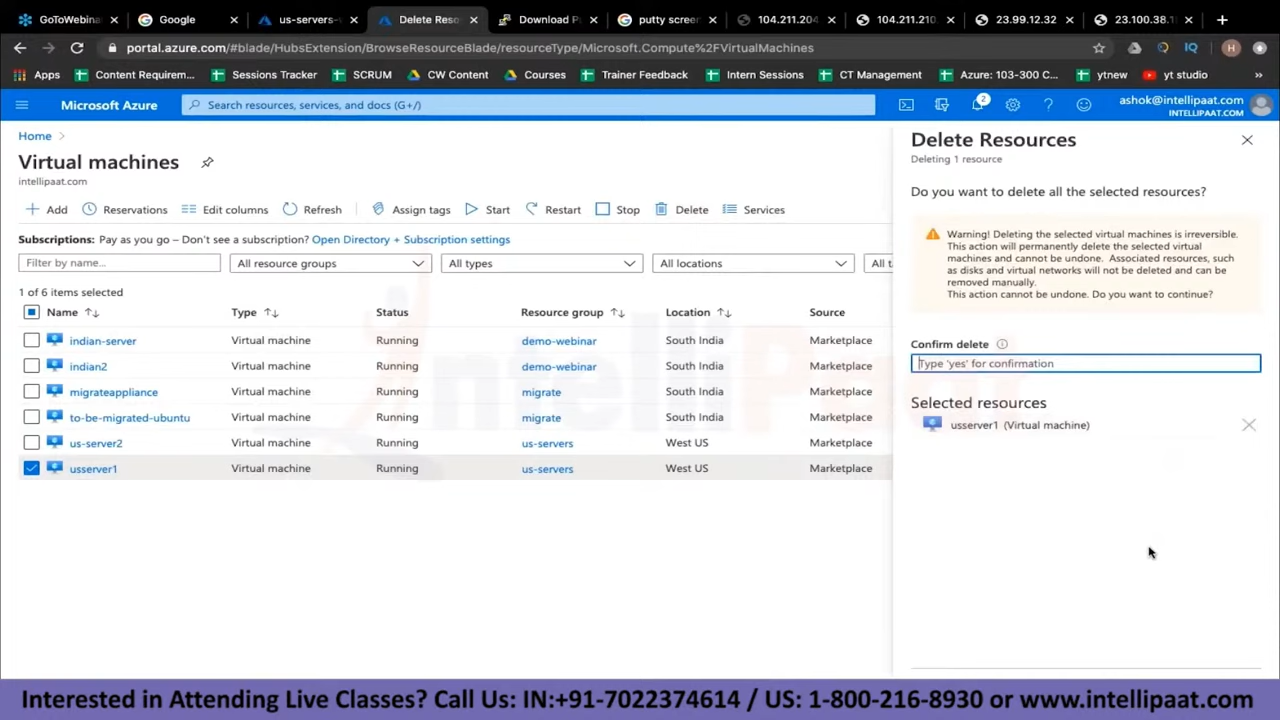 GoToWebina
Google
us-servers-
Delete Reso
Download P
putty scree
104.211.204
104.211.210.
23.99.12.32
23.100.38.1
portal.azure.com/#blade/HubsExtension/BrowseResourceBlade/resourceType/Microsoft.Compute%2FVirtualMachines
H
Apps
Content Requirem...
Sessions Tracker
SCRUM
CW Content
Courses
Trainer Feedback
Intern Sessions
CT Management
Azure: 103-300 C...
ytnew
yt studio
»
Microsoft Azure
Search resources, services, and docs (G+/)
2
ashok@intellipaat.com
INTELLIPAAT.COM
Home >
Virtual machines
intellipaat.com
Add
Reservations
Edit columns
Refresh
Assign tags
Start
Restart
Stop
Delete
Services
Subscriptions: Pay as you go – Don't see a subscription? Open Directory + Subscription settings
Filter by name...
All resource groups
All types
All locations
All t
1 of 6 items selected
Name Type Status Resource group Location Source
indian-server Virtual machine Running demo-webinar South India Marketplace
indian2 Virtual machine Running demo-webinar South India Marketplace
migrateappliance Virtual machine Running migrate South India Marketplace
to-be-migrated-ubuntu Virtual machine Running migrate South India Marketplace
us-server2 Virtual machine Running us-servers West US Marketplace
usserver1 Virtual machine Running us-servers West US Marketplace
Delete Resources
Deleting 1 resource
Do you want to delete all the selected resources?
Warning! Deleting the selected virtual machines is irreversible.
This action will permanently delete the selected virtual
machines and cannot be undone. Associated resources, such
as disks and virtual networks will not be deleted and can be
removed manually.
This action cannot be undone. Do you want to continue?
Confirm delete
Type 'yes' for confirmation
Selected resources
usserver1 (Virtual machine)
IntelliPaat
Interested in Attending Live Classes? Call Us: IN:+91-7022374614 / US: 1-800-216-8930 or www.intellipaat.com